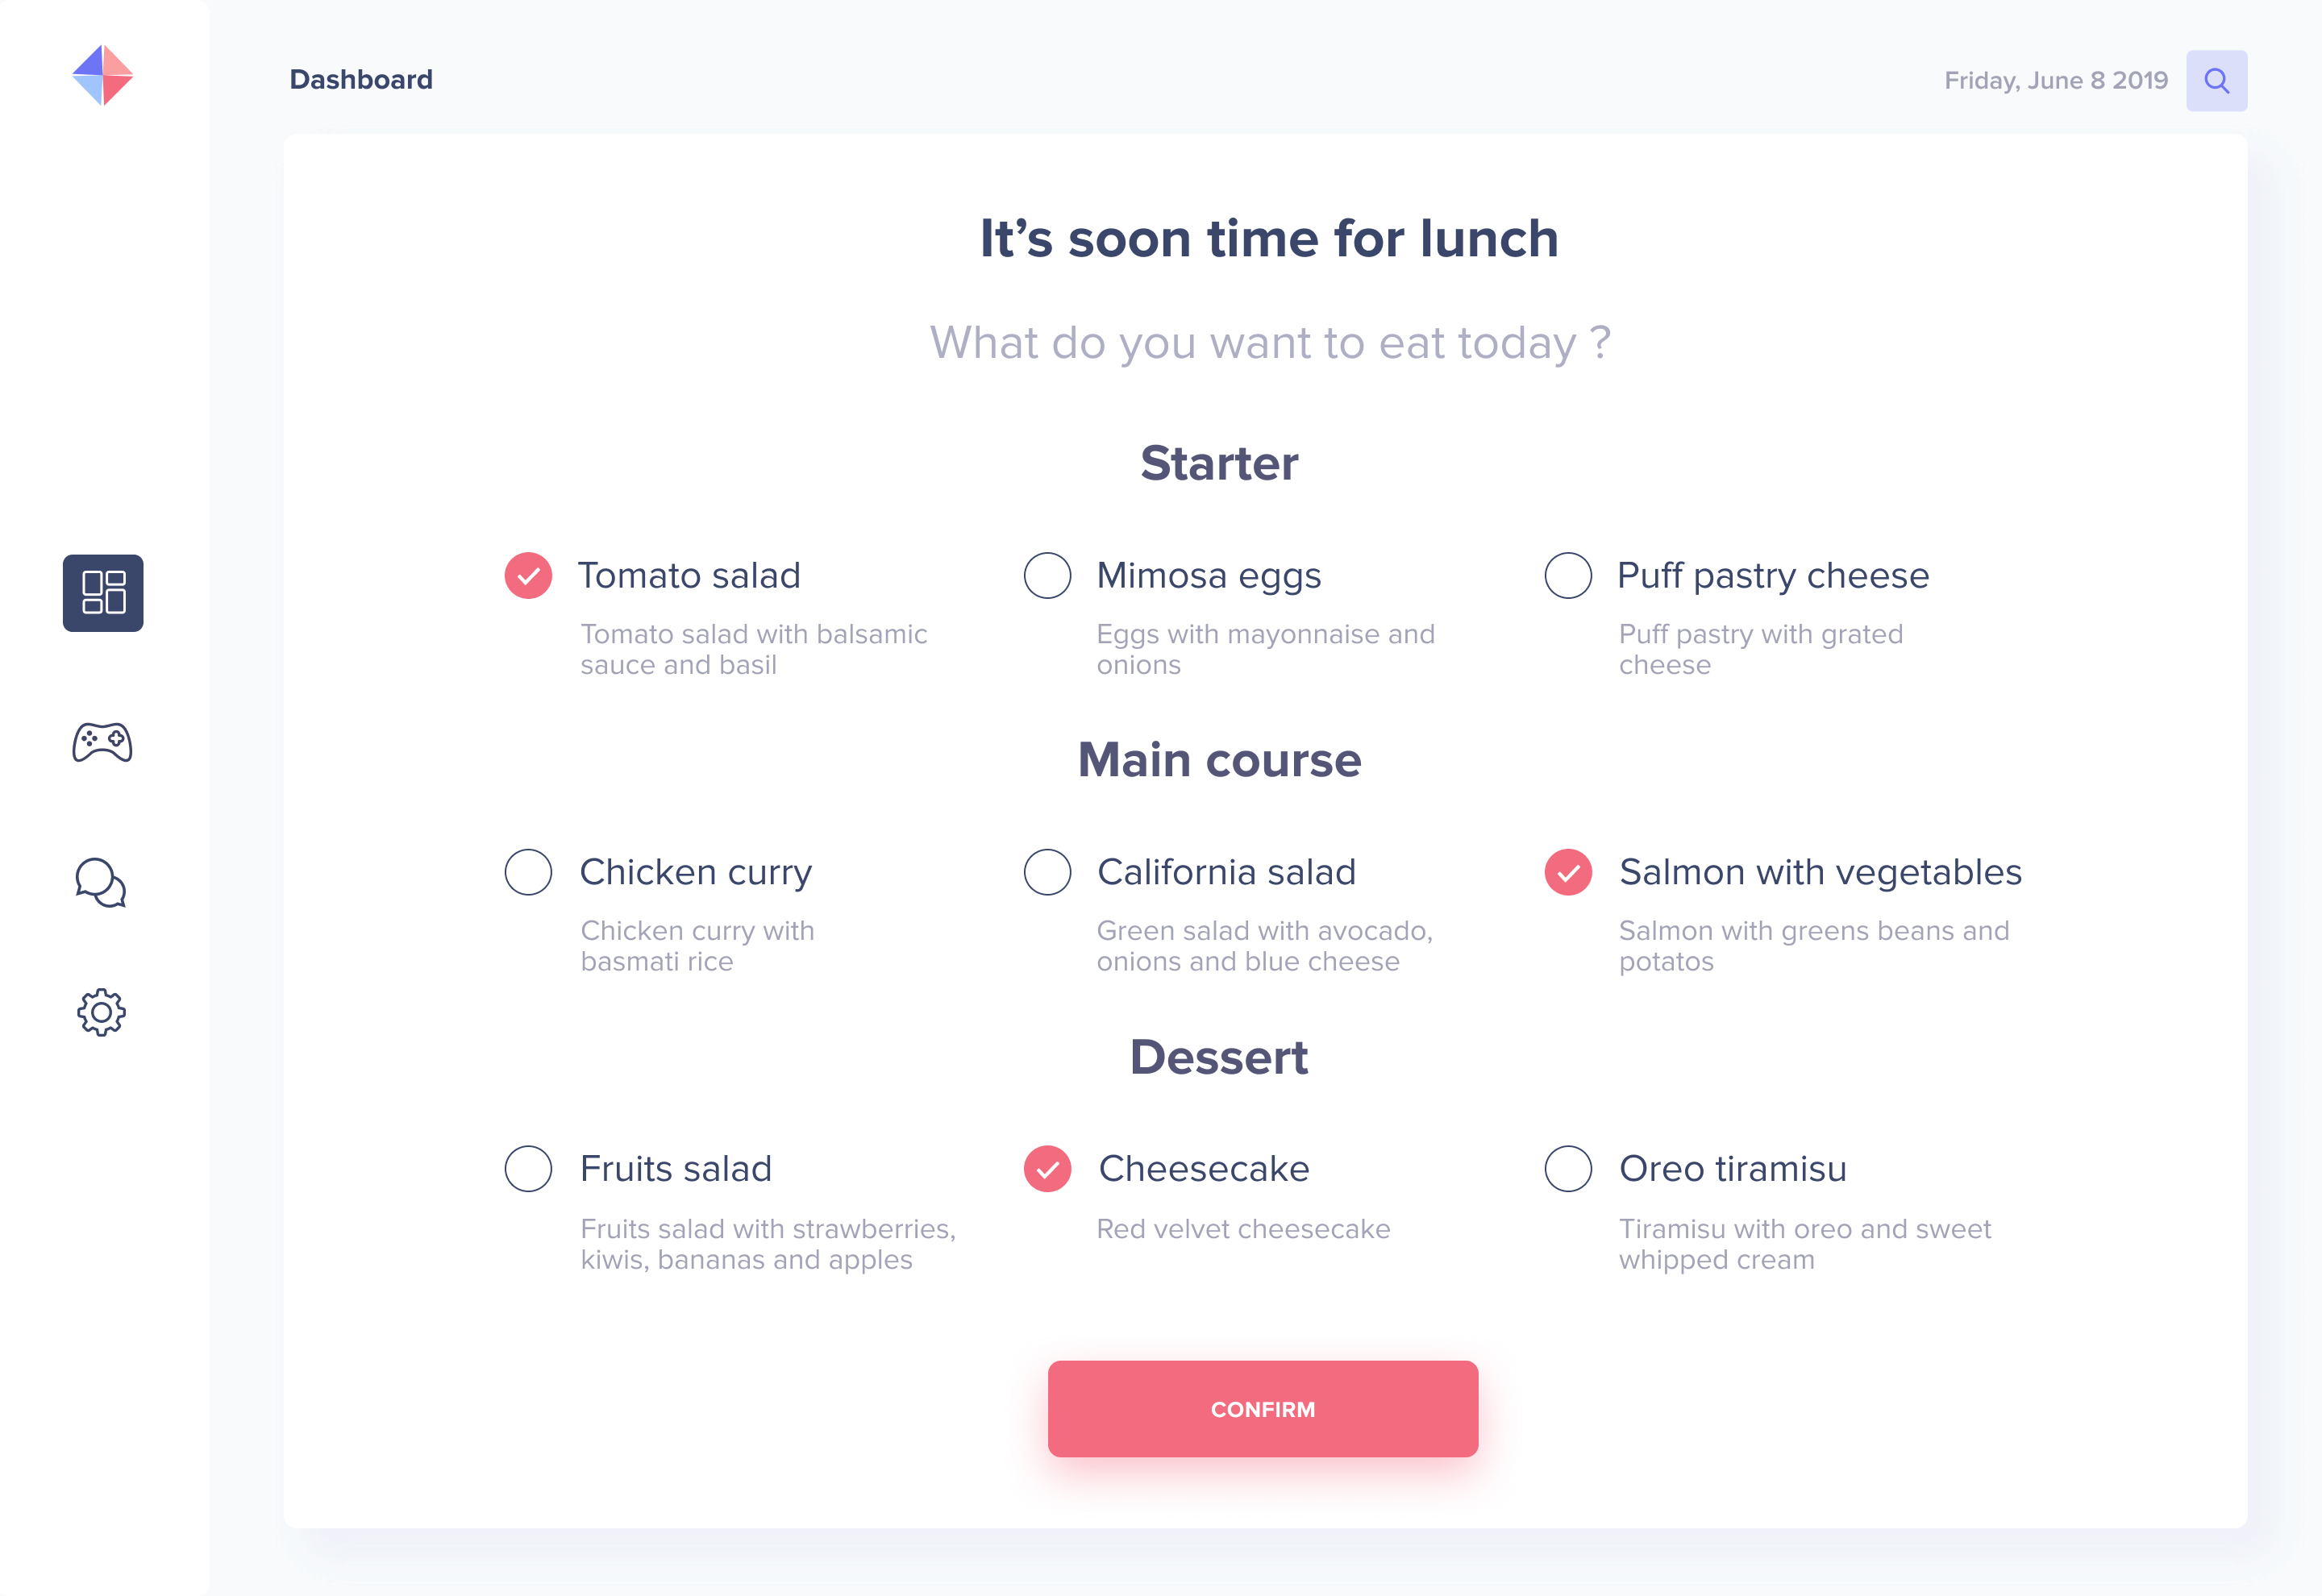 Dashboard
Friday, June 8 2019
It’s soon time for lunch
What do you want to eat today ?
Starter
Tomato salad
Tomato salad with balsamic
sauce and basil
Mimosa eggs
Eggs with mayonnaise and
onions
Puff pastry cheese
Puff pastry with grated
cheese
Main course
Chicken curry
Chicken curry with
basmati rice
California salad
Green salad with avocado,
onions and blue cheese
Salmon with vegetables
Salmon with greens beans and
potatos
Dessert
Fruits salad
Fruits salad with strawberries,
kiwis, bananas and apples
Cheesecake
Red velvet cheesecake
Oreo tiramisu
Tiramisu with oreo and sweet
whipped cream
CONFIRM